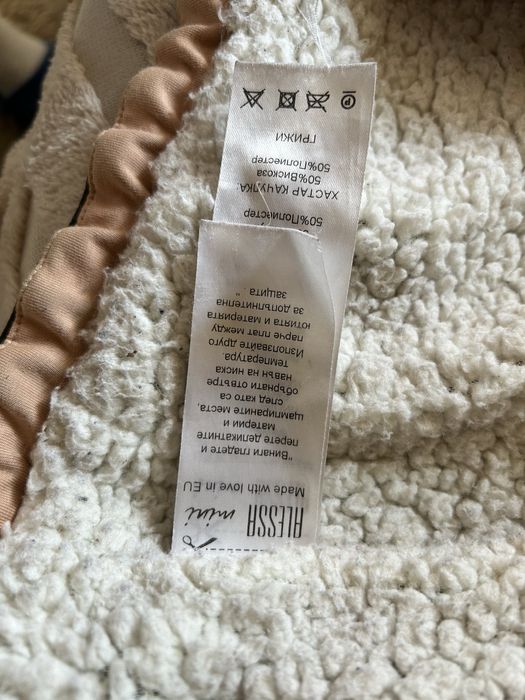 ALESSA mini
Made with love in EU
"Винаги гладете и
перете деликатните
материи и
щампираните места,
след като са
обърнати отвътре
навън на ниска
температура.
Използвайте друго
парче плат между
ютията и материята
за допълнителна
защита . "
50%Полиестер
ХАСТАР КАЧУЛКА.
50%Вискоза
50%Полиестер
ГРИЖИ
P